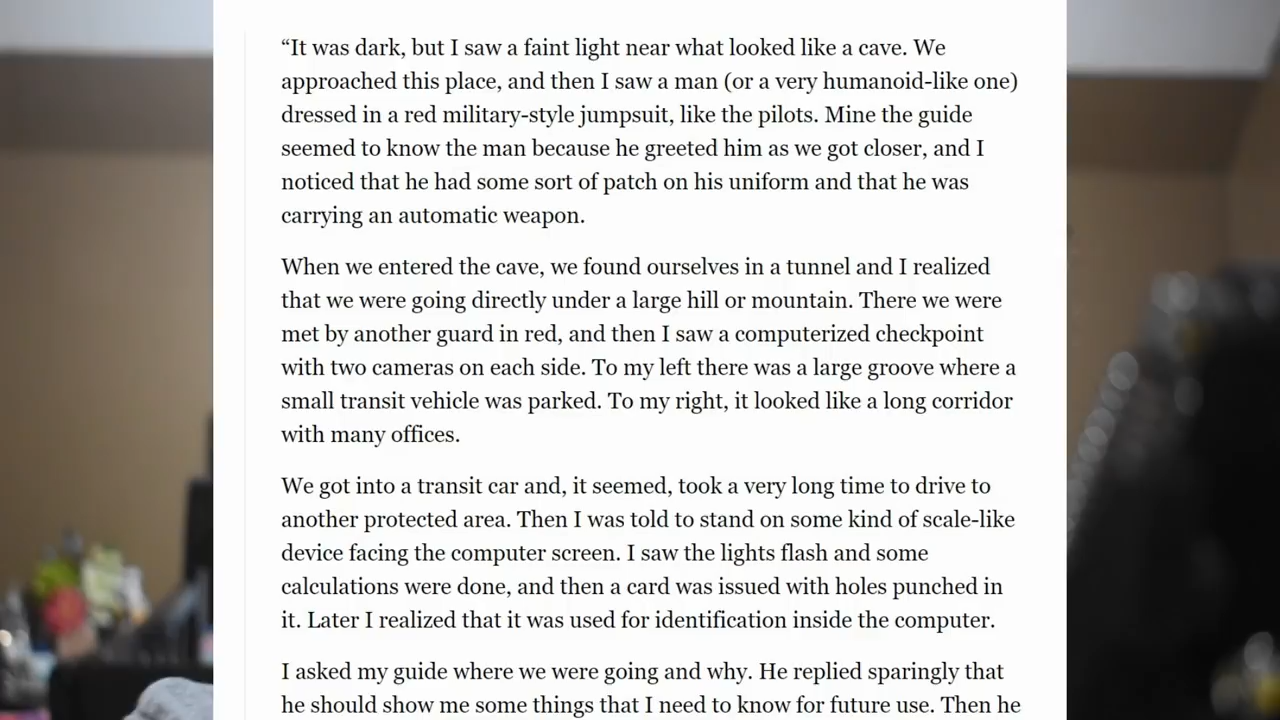 “It was dark, but I saw a faint light near what looked like a cave. We
approached this place, and then I saw a man (or a very humanoid-like one)
dressed in a red military-style jumpsuit, like the pilots. Mine the guide
seemed to know the man because he greeted him as we got closer, and I
noticed that he had some sort of patch on his uniform and that he was
carrying an automatic weapon.
When we entered the cave, we found ourselves in a tunnel and I realized
that we were going directly under a large hill or mountain. There we were
met by another guard in red, and then I saw a computerized checkpoint
with two cameras on each side. To my left there was a large groove where a
small transit vehicle was parked. To my right, it looked like a long corridor
with many offices.
We got into a transit car and, it seemed, took a very long time to drive to
another protected area. Then I was told to stand on some kind of scale-like
device facing the computer screen. I saw the lights flash and some
calculations were done, and then a card was issued with holes punched in
it. Later I realized that it was used for identification inside the computer.
I asked my guide where we were going and why. He replied sparingly that
he should show me some things that I need to know for future use. Then he